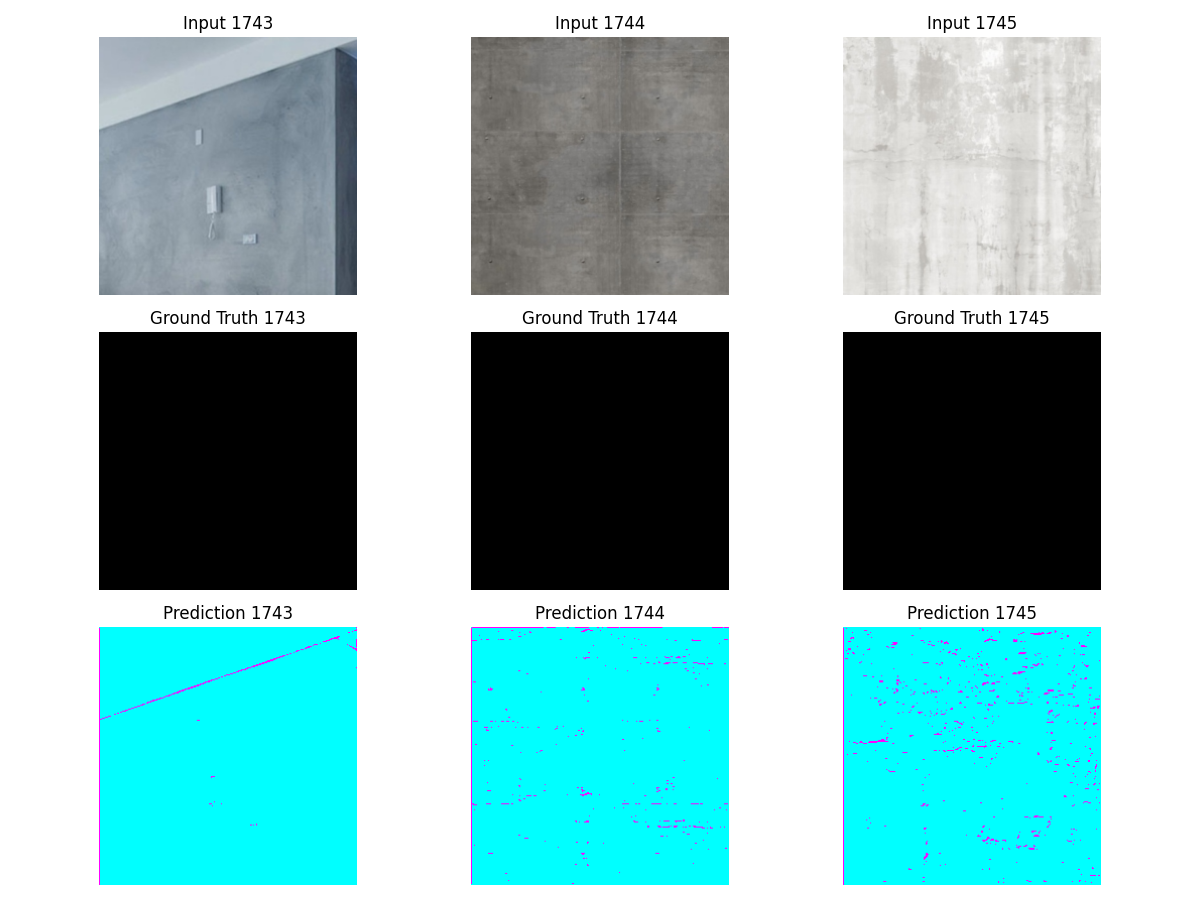 Input 1743
Input 1744
Input 1745
Ground Truth 1743
Ground Truth 1744
Ground Truth 1745
Prediction 1743
Prediction 1744
Prediction 1745